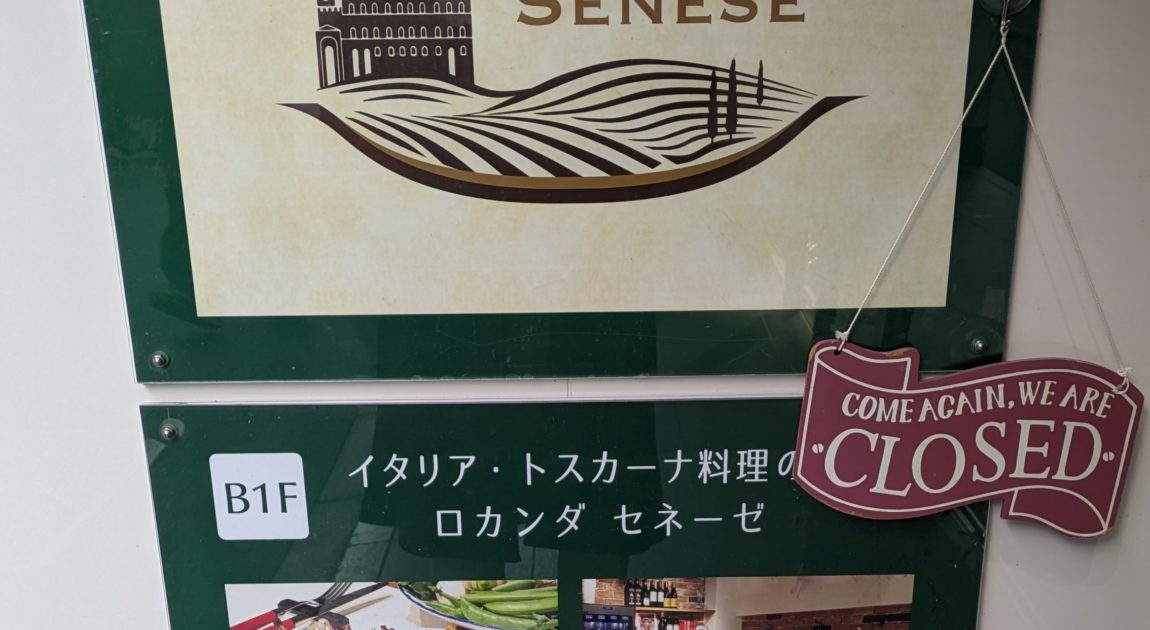 SENESE
COME AGAIN, WE ARE
CLOSED
B1F
イタリア・トスカーナ料理の
ロカンダ セネーゼ